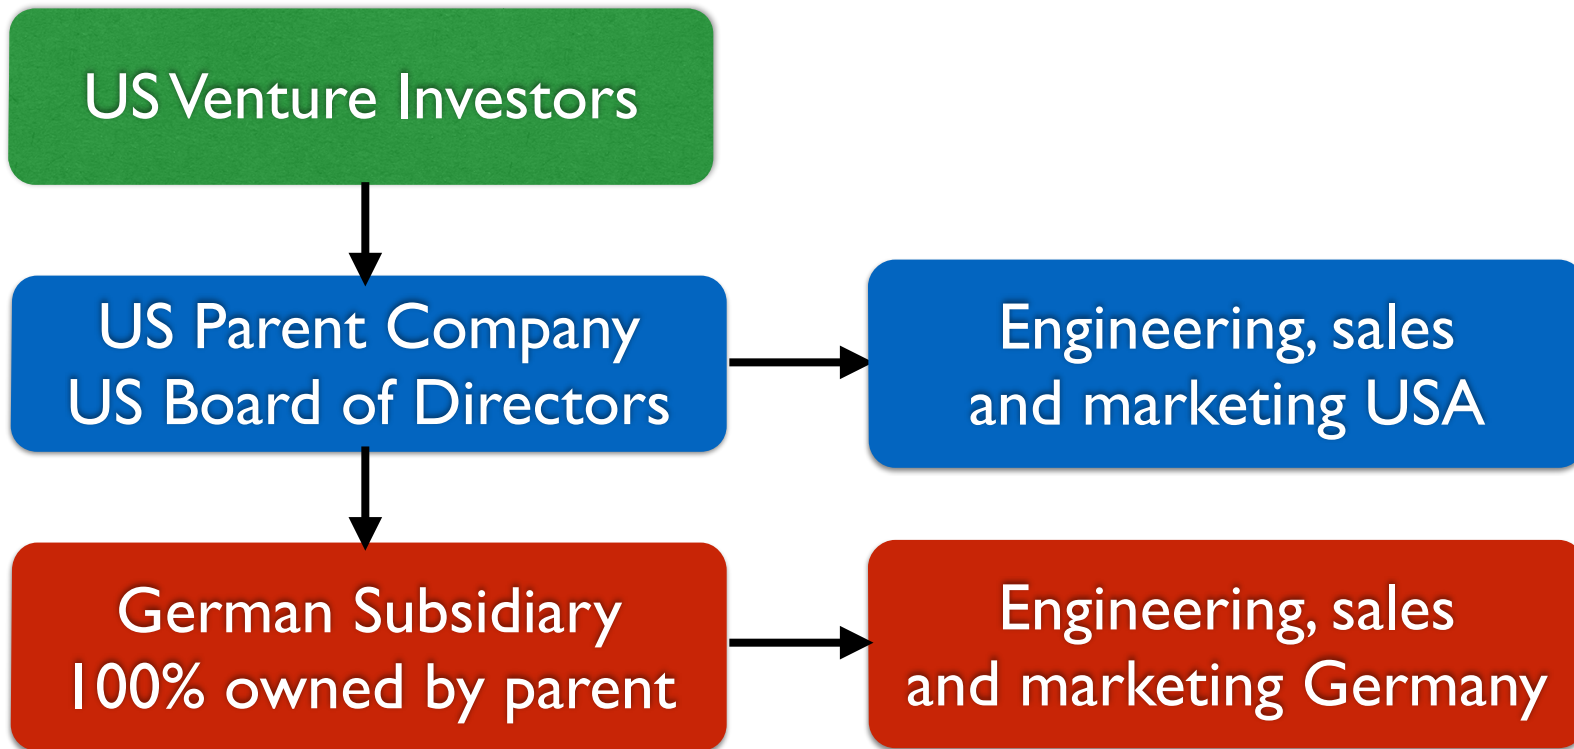 US Venture Investors
US Parent Company
US Board of Directors
Engineering, sales
and marketing USA
German Subsidiary
100% owned by parent
Engineering, sales
and marketing Germany